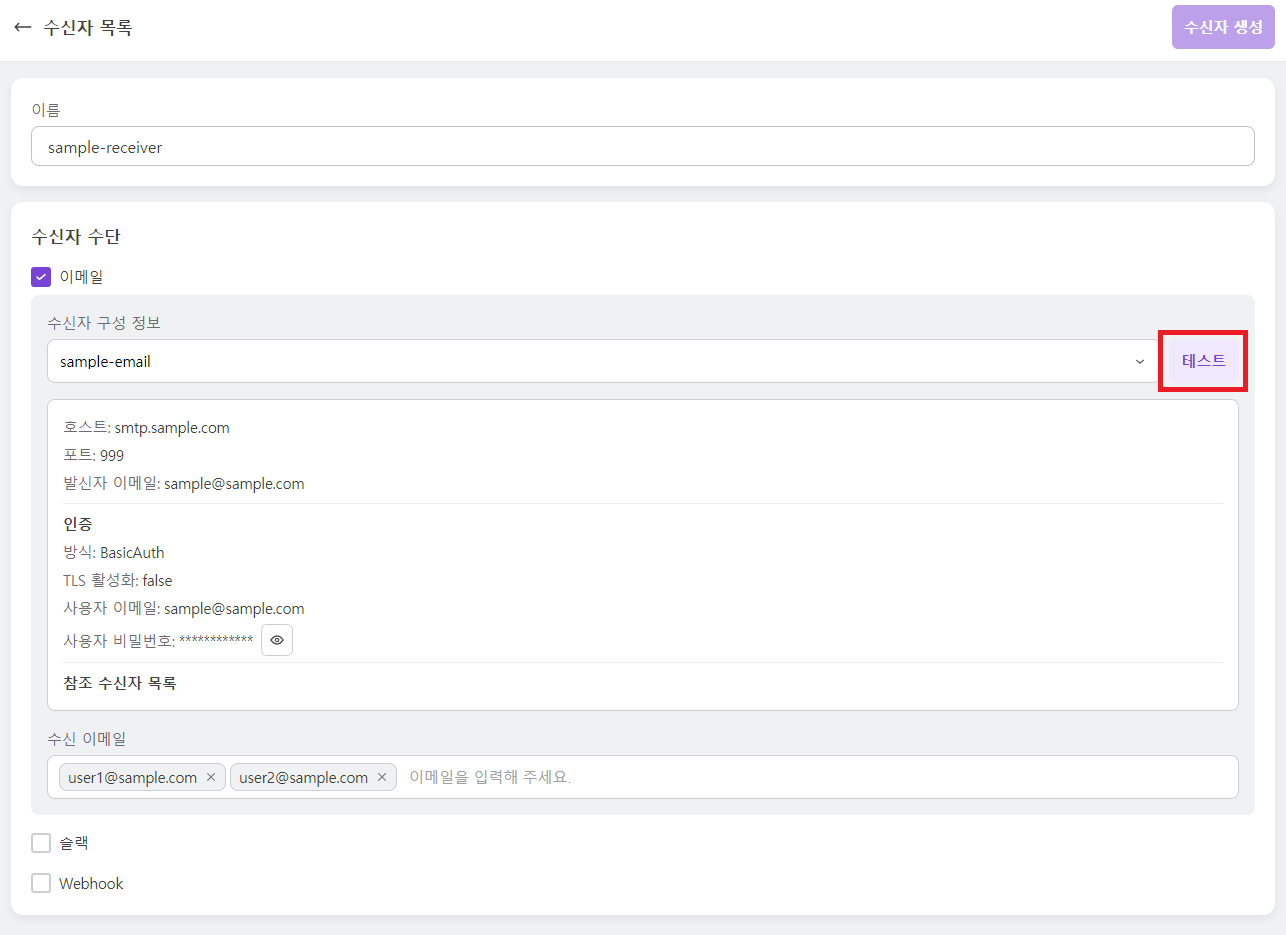 ← 수신자 목록
수신자 생성
이름
sample-receiver
수신자 수단
이메일
수신자 구성 정보
sample-email
테스트
호스트: smtp.sample.com
포트: 999
발신자 이메일: sample@sample.com
인증
방식: BasicAuth
TLS 활성화: false
사용자 이메일: sample@sample.com
사용자 비밀번호: ************
참조 수신자 목록
수신 이메일
user1@sample.com × user2@sample.com × 이메일을 입력해 주세요.
슬랙
Webhook